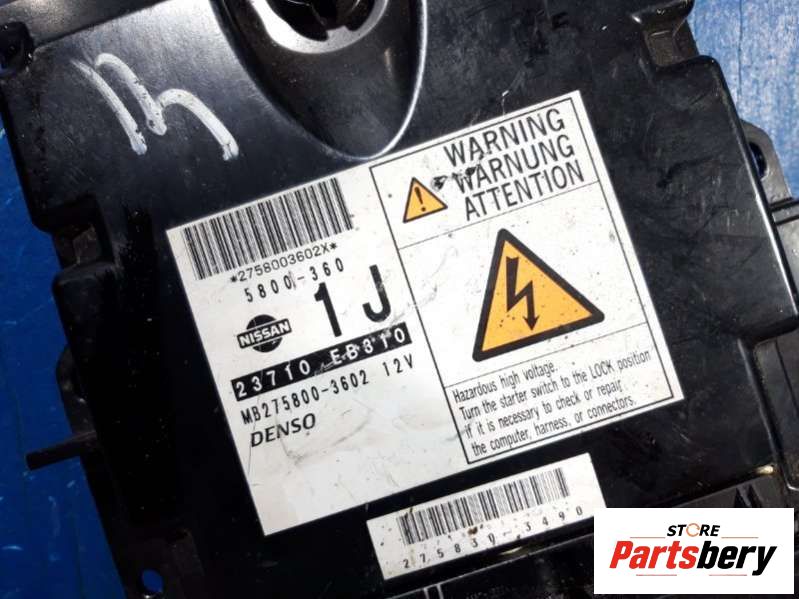 *2758003602X*
5800-360
1J
NISSAN
23710 EB310
MB275800-3602 12V
DENSO
WARNING
WARNUNG
ATTENTION
Hazardous high voltage.
Turn the starter switch to the LOCK position
if it is necessary to check or repair
the computer, harness, or connectors.
275830-3490
STORE
Partsbery